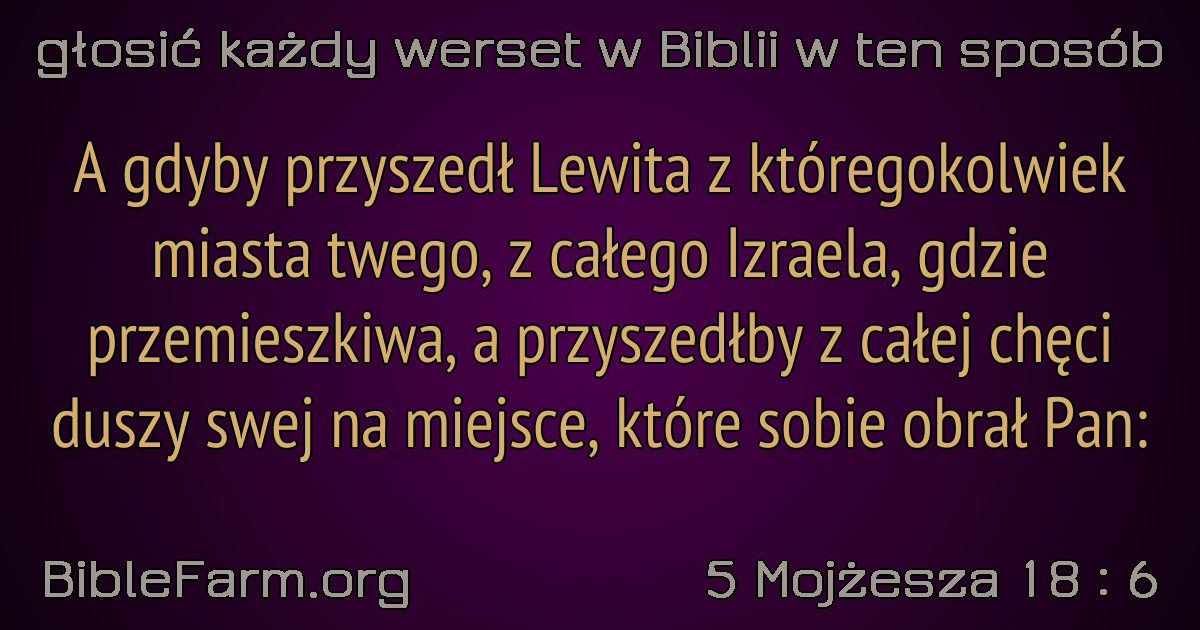 głosić każdy werset w Biblii w ten sposób
A gdyby przyszedł Lewita z któregokolwiek
miasta twego, z całego Izraela, gdzie
przemieszkiwa, a przyszedłby z całej chęci
duszy swej na miejsce, które sobie obrał Pan:
BibleFarm.org
5 Mojżesza 18 : 6